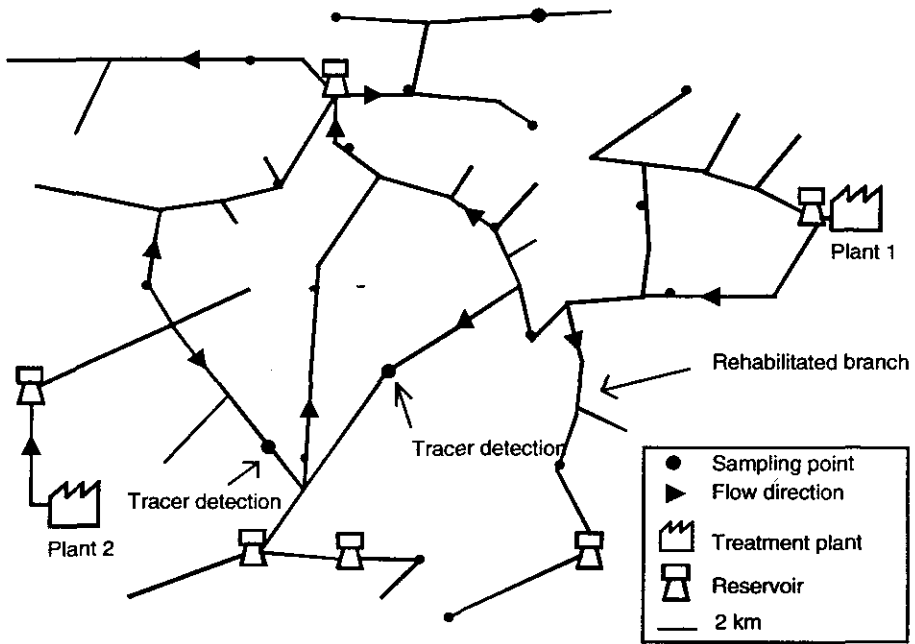 Plant 1
Rehabilitated branch
Tracer detection
Tracer detection
Plant 2
Sampling point
Flow direction
Treatment plant
Reservoir
2 km